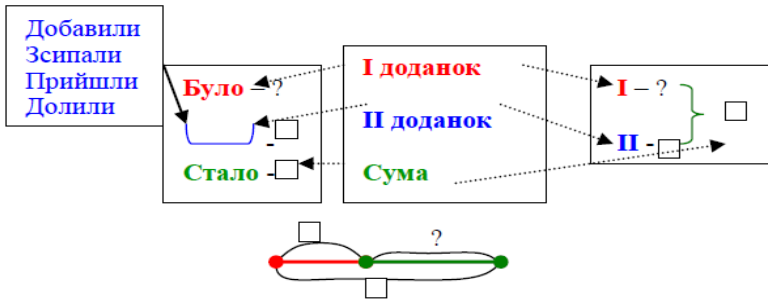 Добавили
Зсипали
Прийшли
Долили
Було – ?
-
Стало -
І доданок
ІІ доданок
Сума
І – ?
ІІ -
?